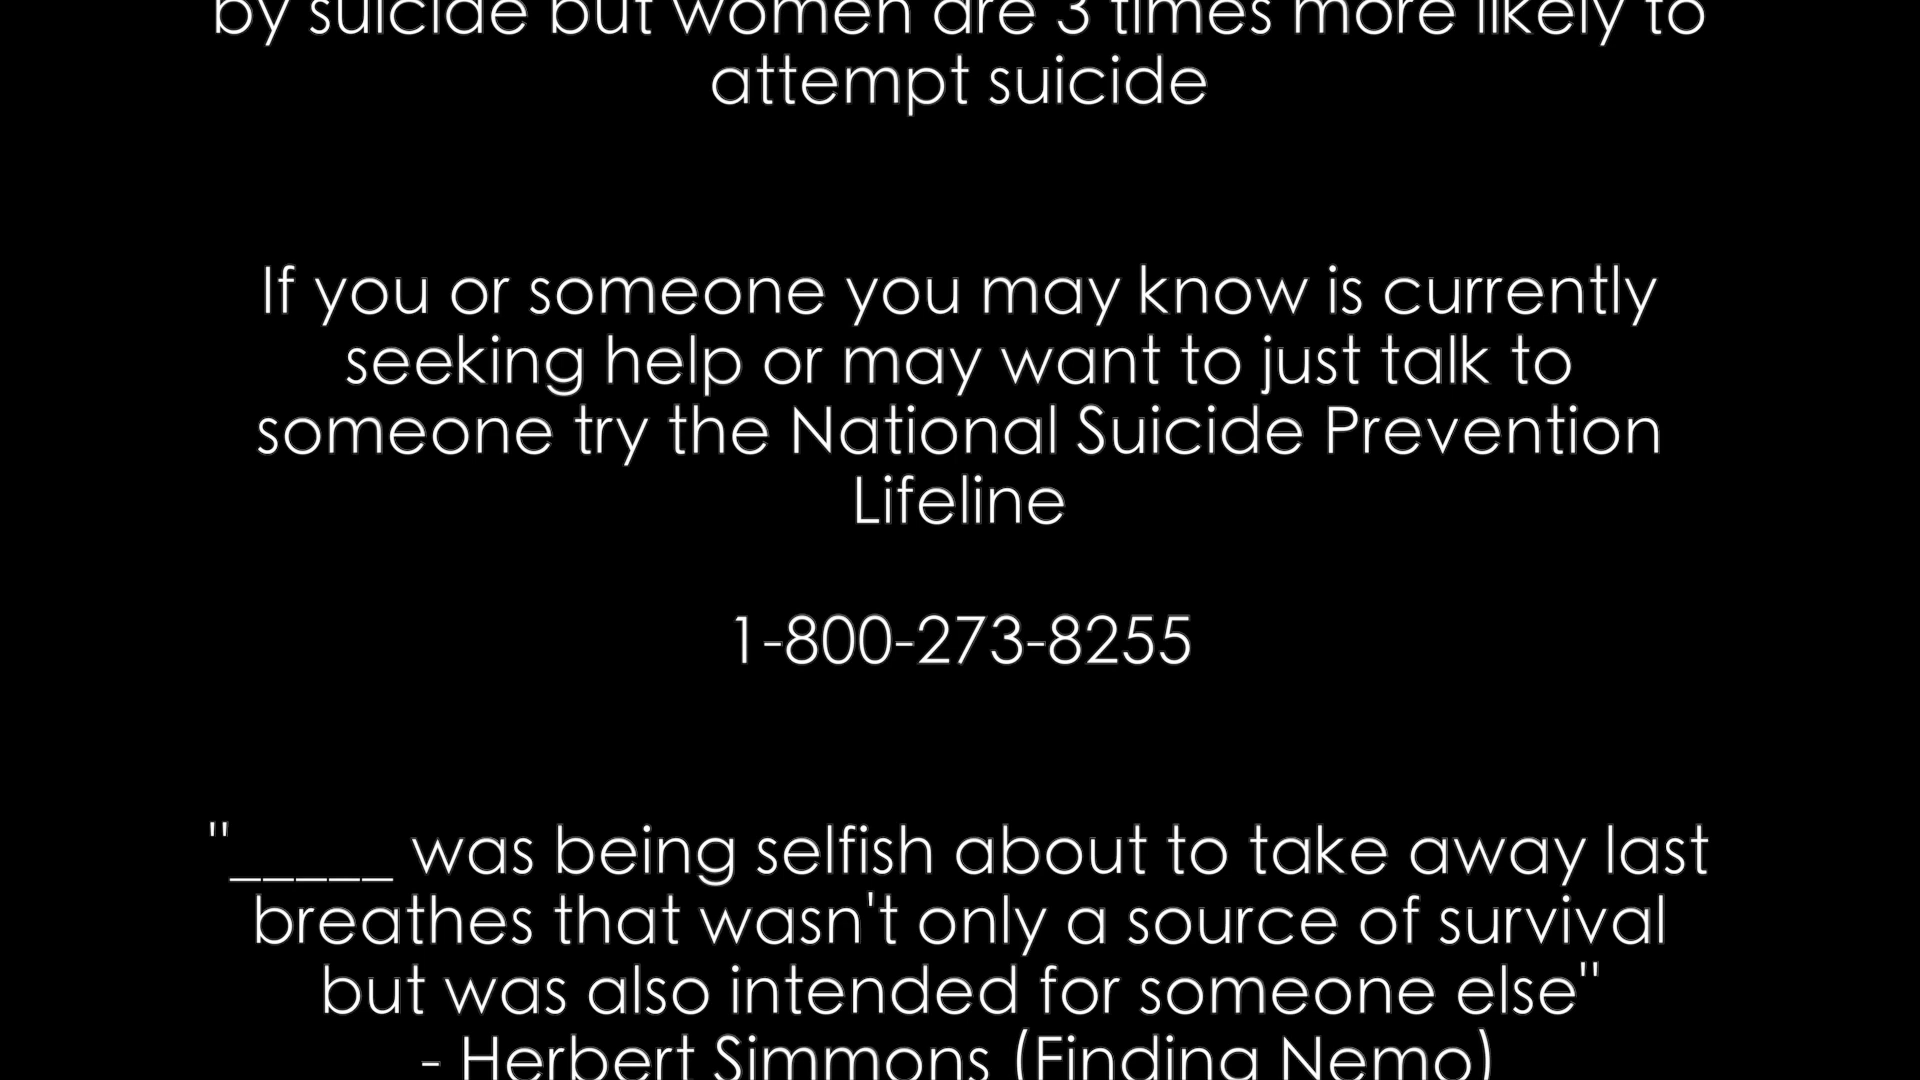 by suicide but women are 3 times more likely to
attempt suicide
If you or someone you may know is currently
seeking help or may want to just talk to
someone try the National Suicide Prevention
Lifeline
1-800-273-8255
"_____ was being selfish about to take away last
breathes that wasn't only a source of survival
but was also intended for someone else"
- Herbert Simmons (Finding Nemo)